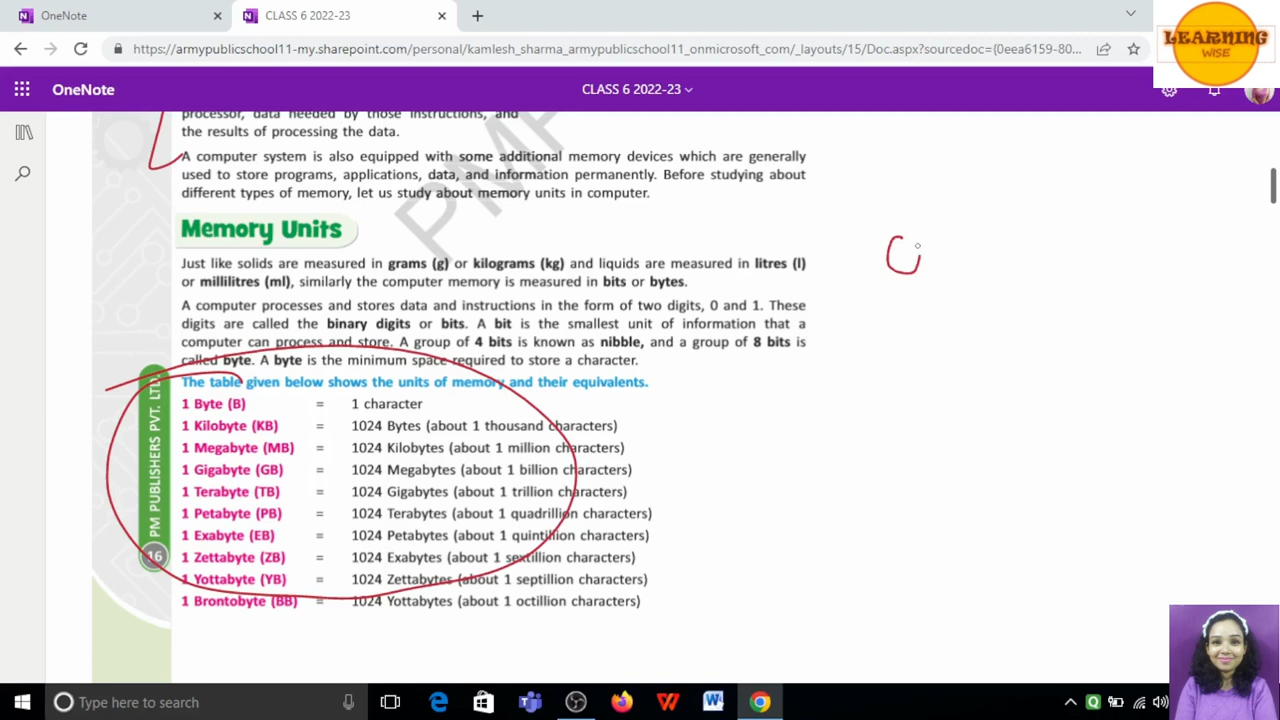 OneNote
CLASS 6 2022-23
https://armypublicschool11-my.sharepoint.com/personal/kamlesh_sharma_armypublicschool11_onmicrosoft_com/_layouts/15/Doc.aspx?sourcedoc={0eea6159-80...
LEARNING
WISE
OneNote
CLASS 6 2022-23
processor, data needed by those instructions, and
the results of processing the data.
A computer system is also equipped with some additional memory devices which are generally
used to store programs, applications, data, and information permanently. Before studying about
different types of memory, let us study about memory units in computer.
Memory Units
Just like solids are measured in grams (g) or kilograms (kg) and liquids are measured in litres (l)
or millilitres (ml), similarly the computer memory is measured in bits or bytes.
A computer processes and stores data and instructions in the form of two digits, 0 and 1. These
digits are called the binary digits or bits. A bit is the smallest unit of information that a
computer can process and store. A group of 4 bits is known as nibble, and a group of 8 bits is
called byte. A byte is the minimum space required to store a character.
The table given below shows the units of memory and their equivalents.
1 Byte (B) = 1 character
1 Kilobyte (KB) = 1024 Bytes (about 1 thousand characters)
1 Megabyte (MB) = 1024 Kilobytes (about 1 million characters)
1 Gigabyte (GB) = 1024 Megabytes (about 1 billion characters)
1 Terabyte (TB) = 1024 Gigabytes (about 1 trillion characters)
1 Petabyte (PB) = 1024 Terabytes (about 1 quadrillion characters)
1 Exabyte (EB) = 1024 Petabytes (about 1 quintillion characters)
1 Zettabyte (ZB) = 1024 Exabytes (about 1 sextillion characters)
1 Yottabyte (YB) = 1024 Zettabytes (about 1 septillion characters)
1 Brontobyte (BB) = 1024 Yottabytes (about 1 octillion characters)
PM PUBLISHERS PVT. LTD.
16
Type here to search